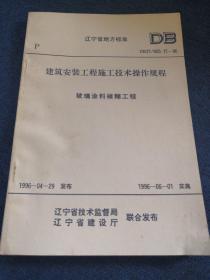 辽宁省地方标准
DB
P
建筑安装工程施工技术操作规程
玻璃涂料裱糊工程
1996-04-29 发布
1996-06-01 实施
辽宁省技术监督局
辽宁省建设厅
联合发布